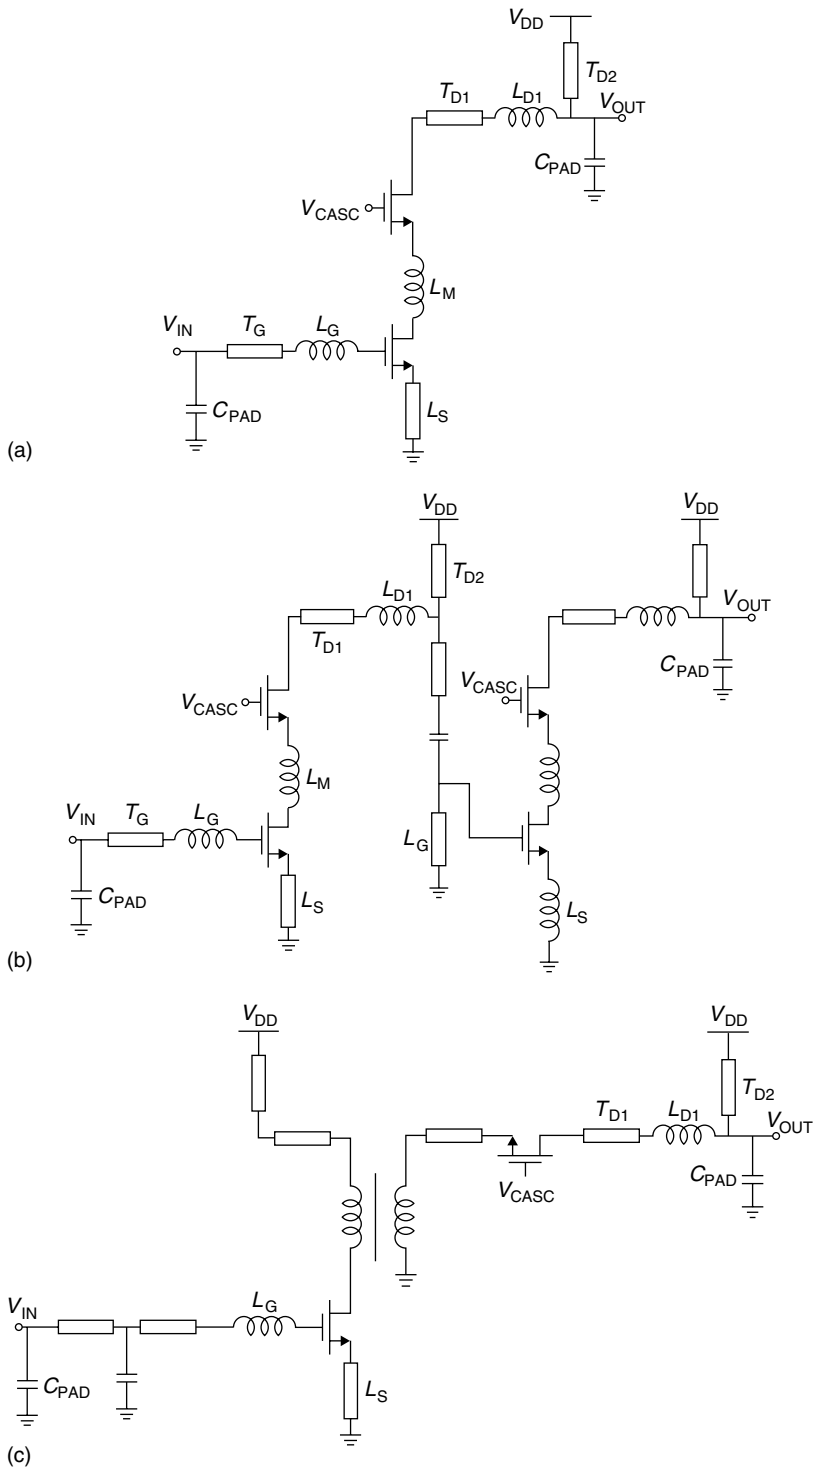 V_DD
T_D2
T_D1 L_D1 V_OUT
C_PAD
V_CASC
L_M
V_IN T_G L_G
C_PAD L_S
(a)
V_DD V_DD
T_D2
L_D1 V_OUT
T_D1
C_PAD
V_CASC V_CASC
L_M
V_IN T_G L_G
L_G
C_PAD L_S L_S
(b)
V_DD V_DD
T_D2
T_D1 L_D1 V_OUT
C_PAD
V_CASC
V_IN L_G
C_PAD L_S
(c)